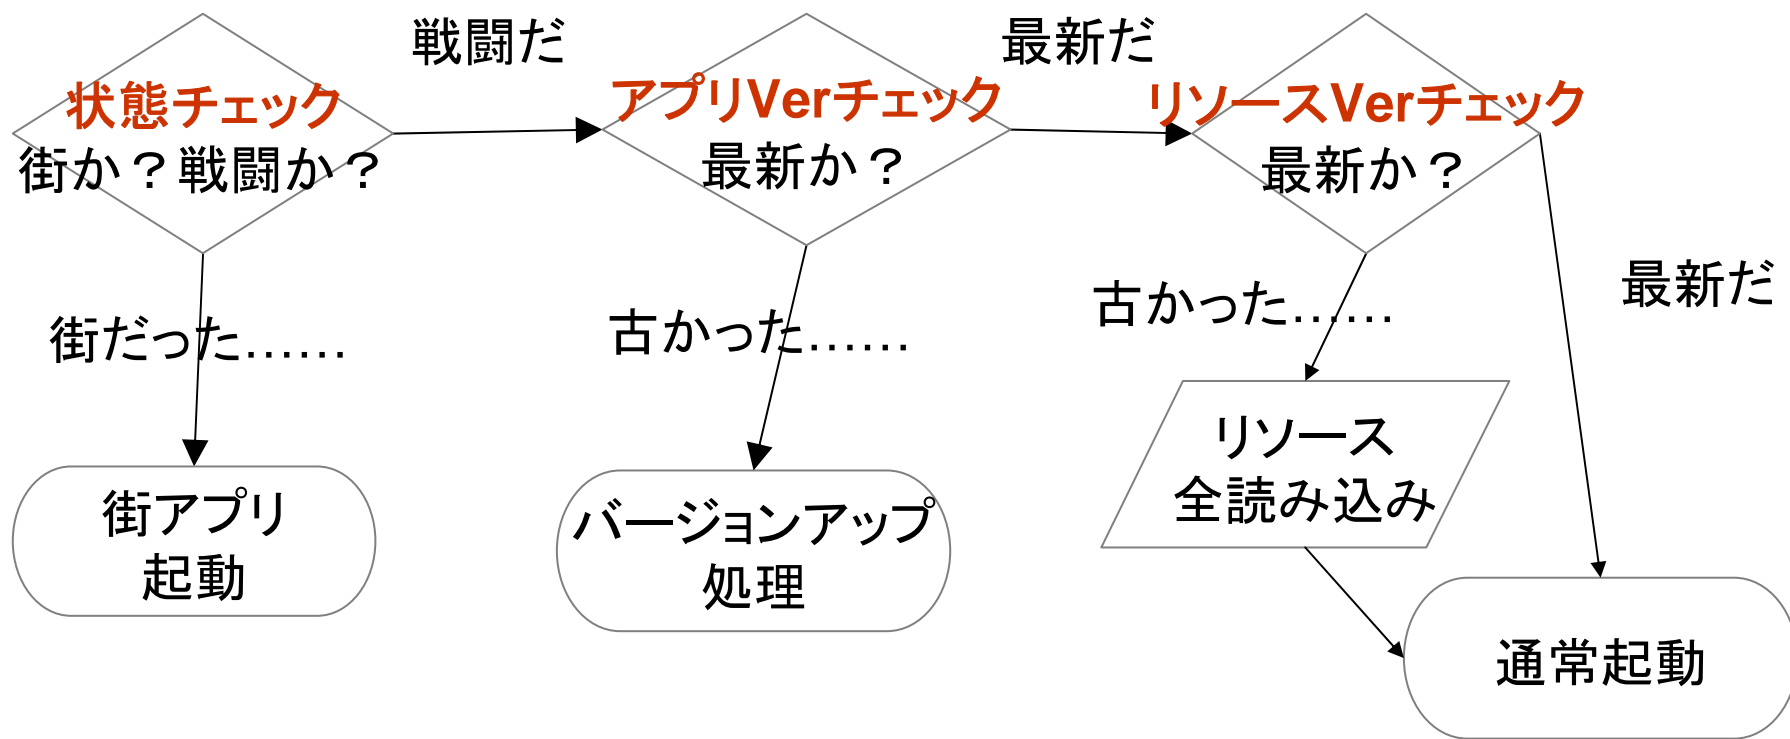 状態チェック
街か？戦闘か？
戦闘だ
アプリVerチェック
最新か？
最新だ
リソースVerチェック
最新か？
街だった……
古かった……
古かった……
最新だ
街アプリ
起動
バージョンアップ
処理
リソース
全読み込み
通常起動